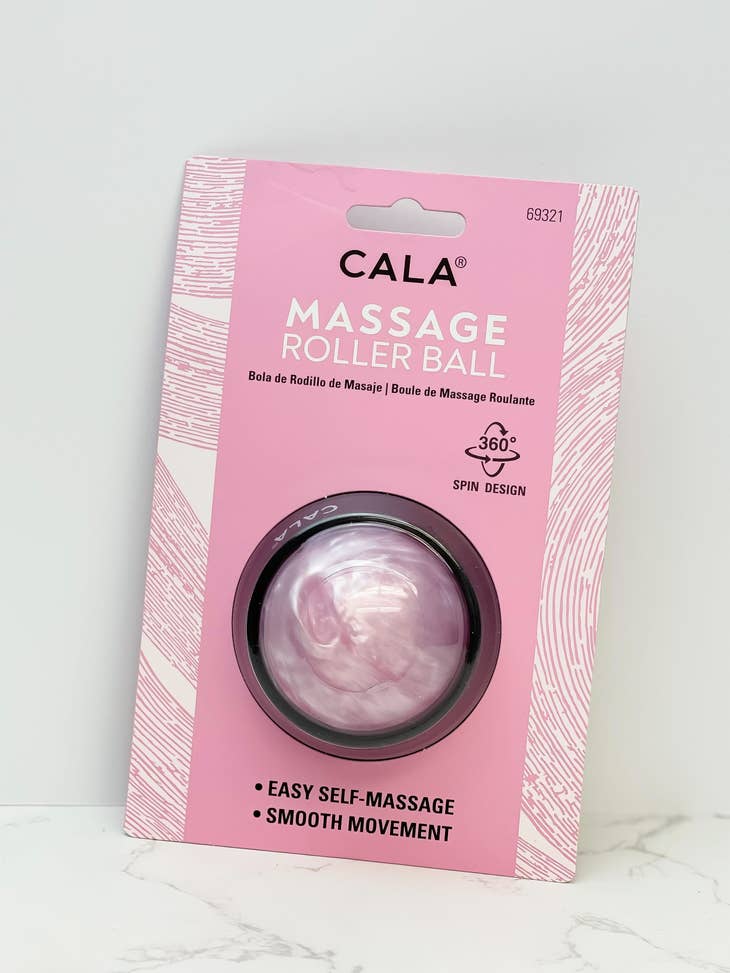 69321
CALA®
MASSAGE
ROLLER BALL
Bola de Rodillo de Masaje | Boule de Massage Roulante
360°
SPIN DESIGN
CALA
• EASY SELF-MASSAGE
• SMOOTH MOVEMENT